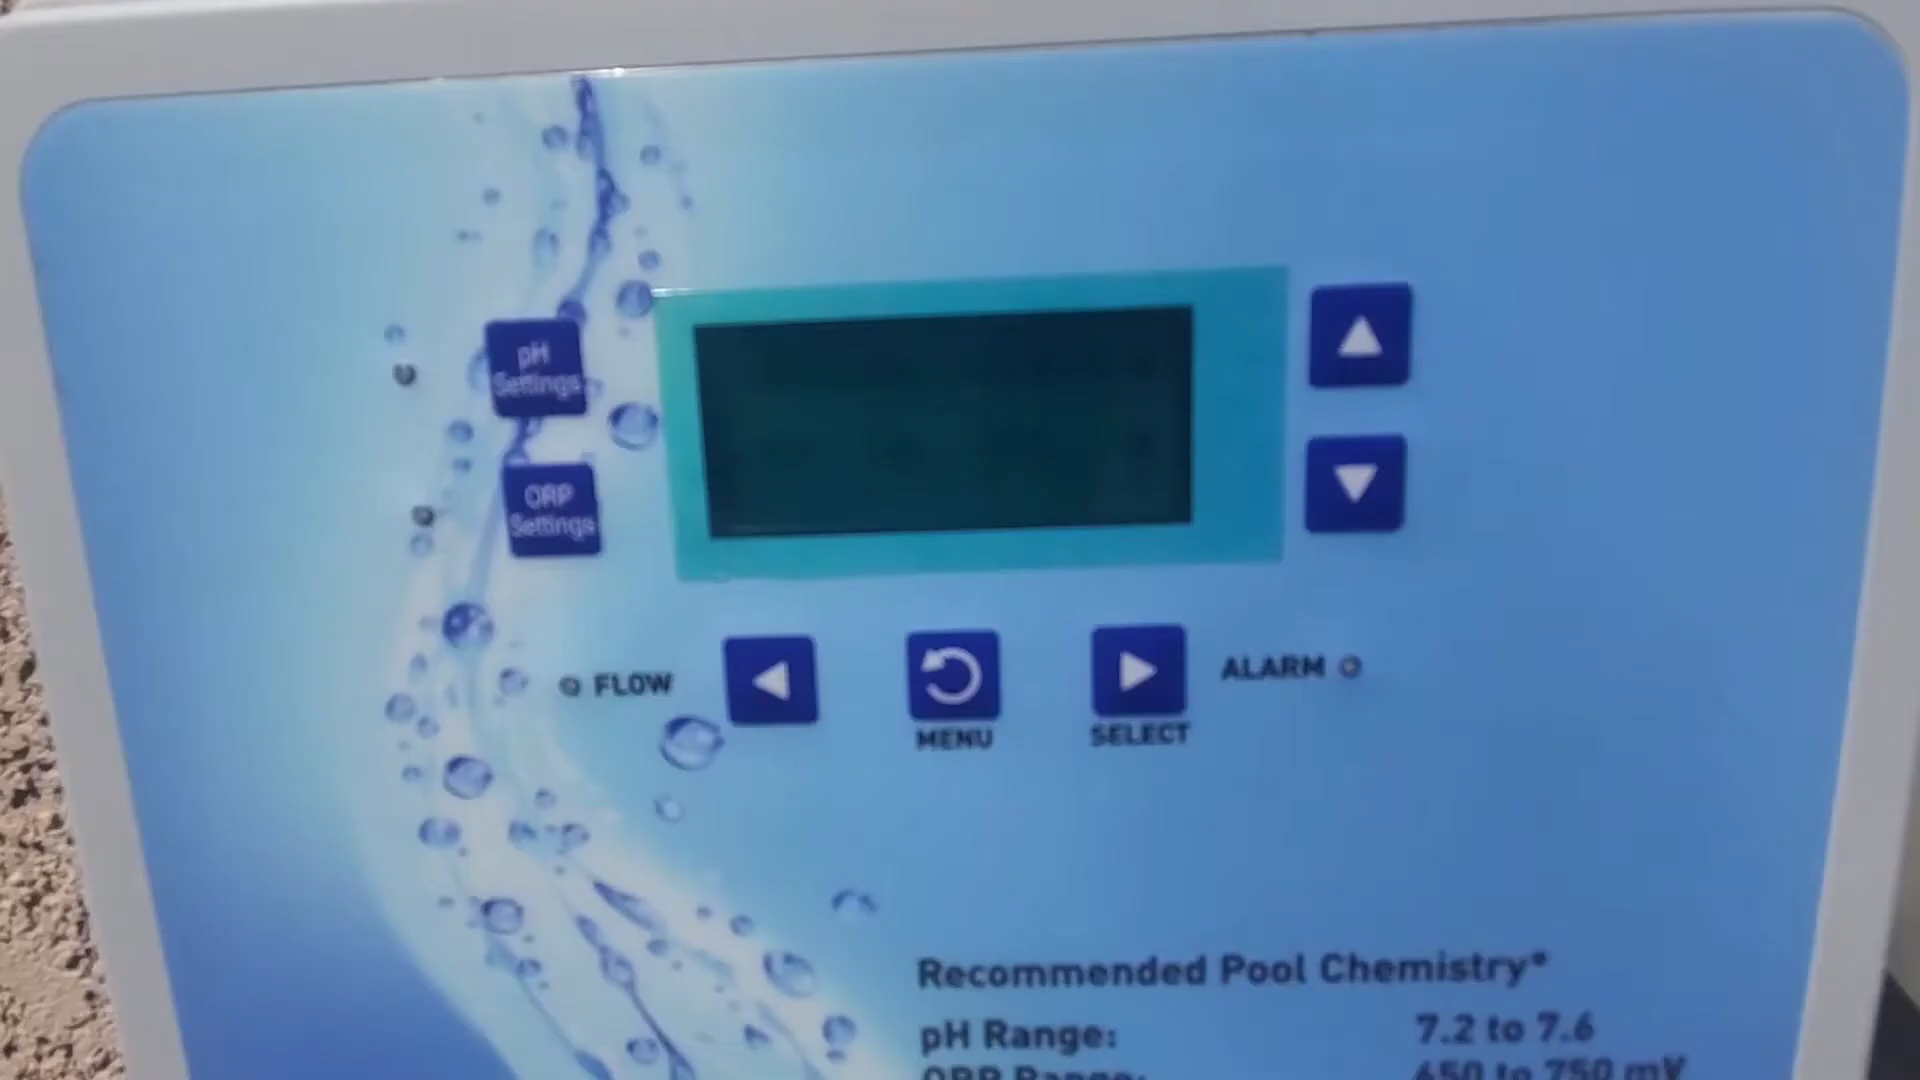 pH
Settings
ORP
Settings
FLOW
MENU
SELECT
ALARM
Recommended Pool Chemistry*
pH Range: 7.2 to 7.6
ORP Range: 650 to 750 mV